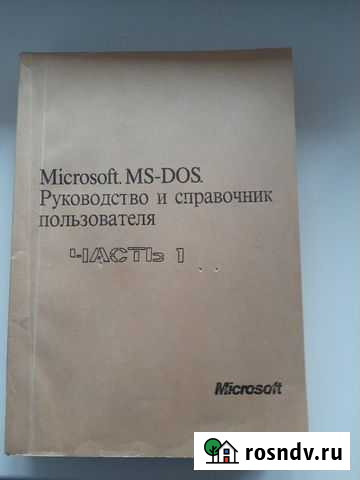 Microsoft. MS-DOS.
Руководство и справочник
пользователя
ЧАСТЬ 1
Microsoft
rosndv.ru